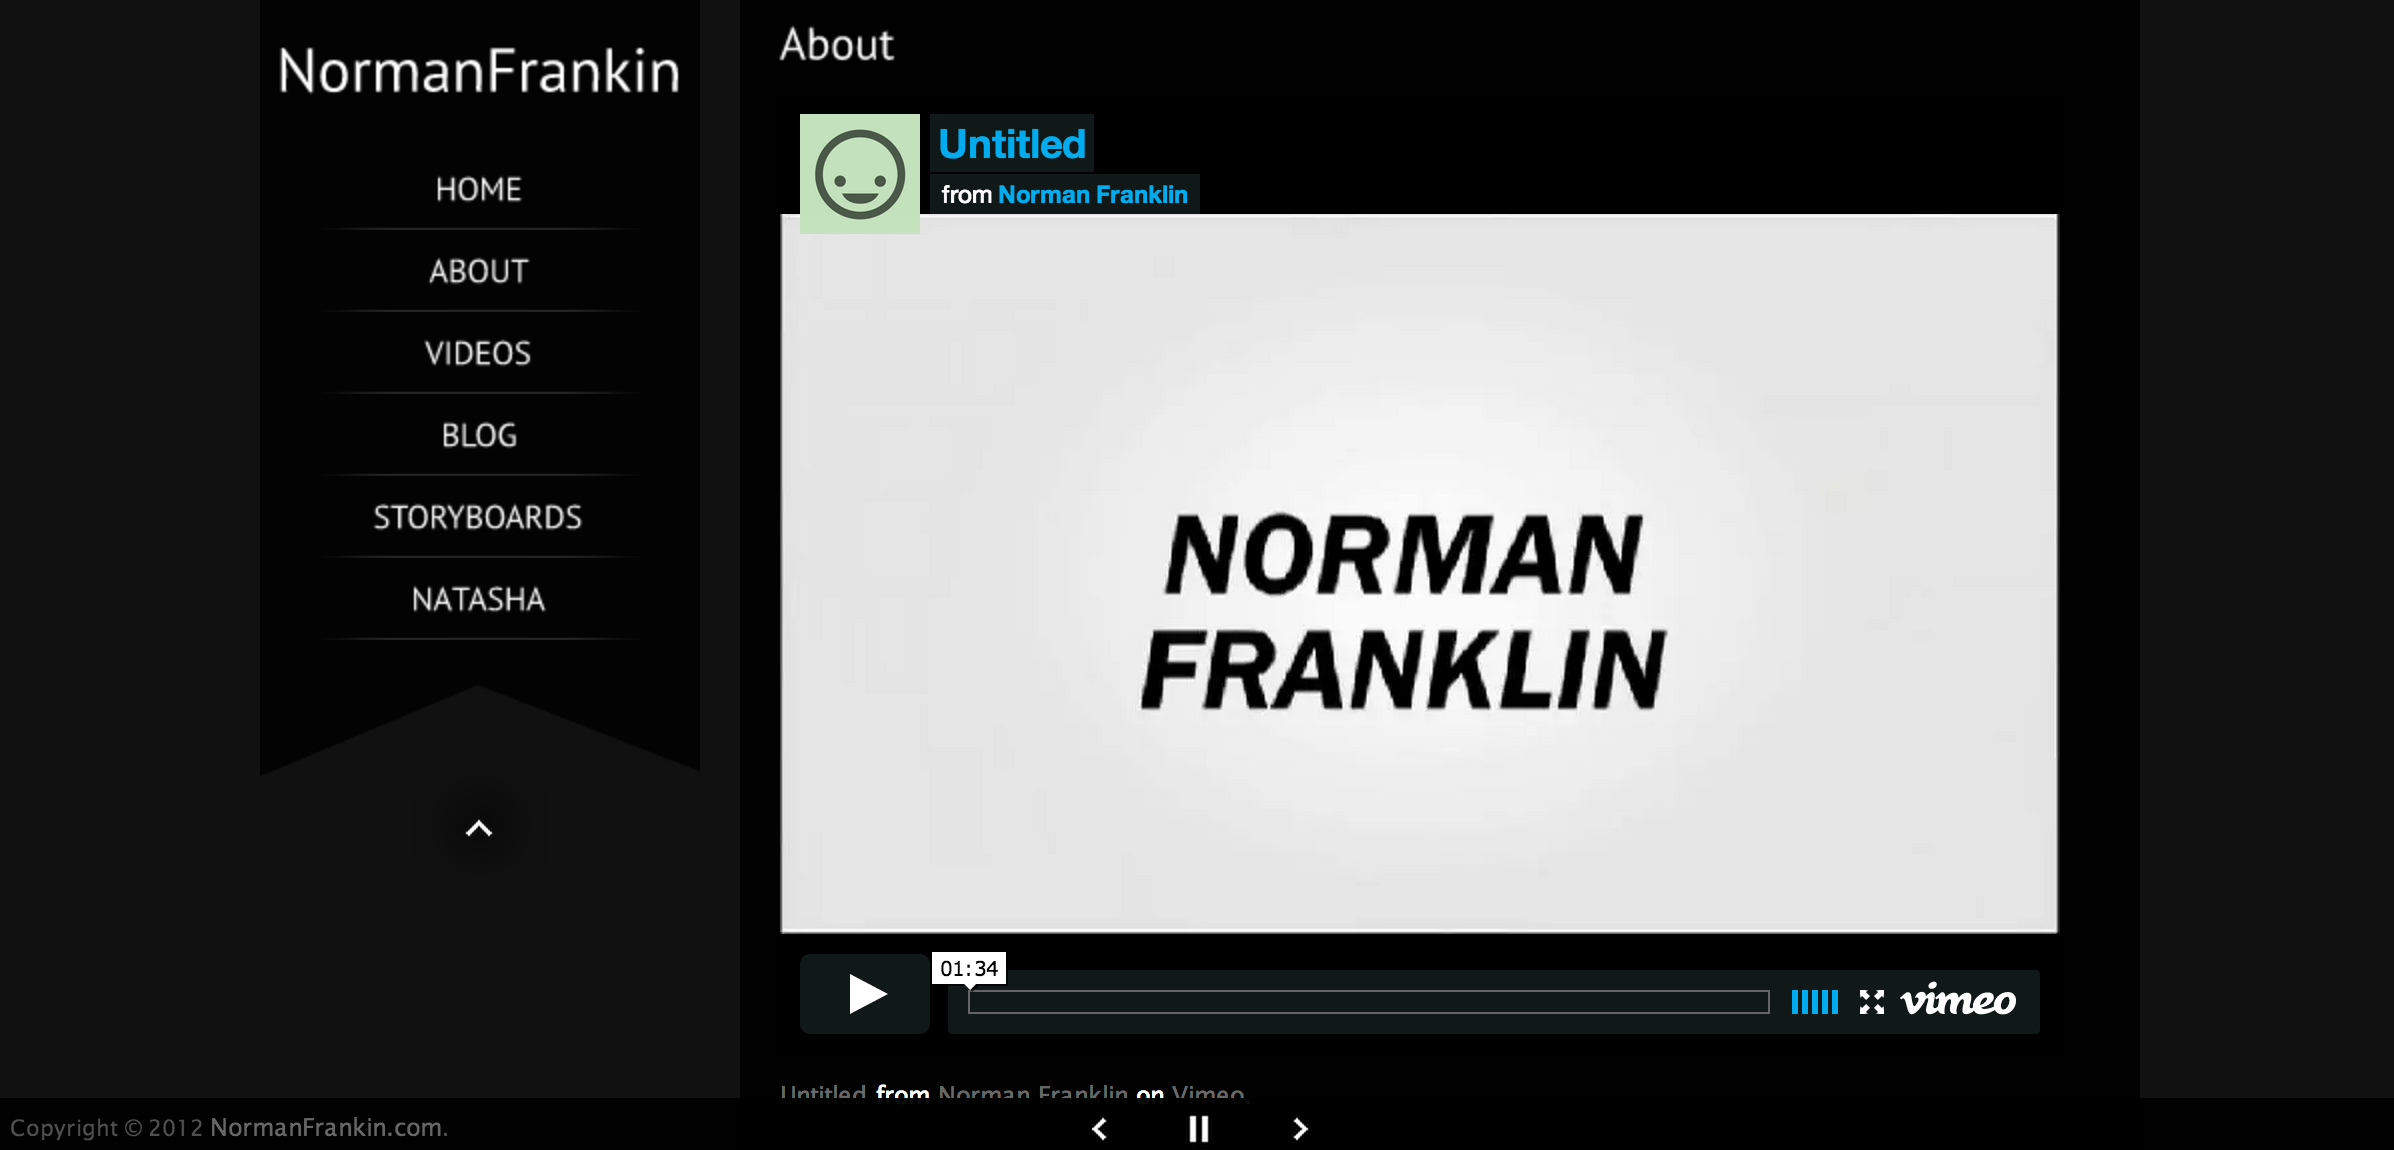 NormanFrankin
HOME
ABOUT
VIDEOS
BLOG
STORYBOARDS
NATASHA
About
Untitled
from Norman Franklin
NORMAN
FRANKLIN
01:34
vimeo
Untitled from Norman Franklin on Vimeo.
Copyright © 2012 NormanFrankin.com.